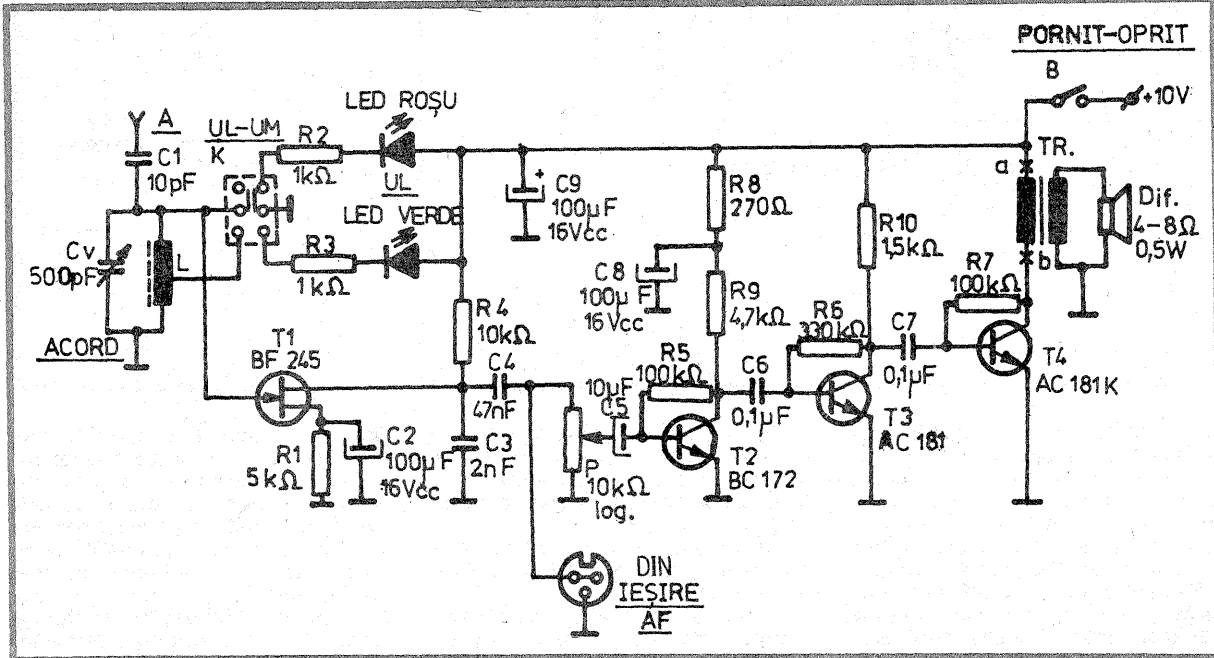 PORNIT-OPRIT
B
+10V
A
C1
10pF
UL-UM
K
R2
1kΩ
LED ROȘU
UL
LED VERDE
R3
1kΩ
Cv
500pF
L
ACORD
C9
+
100µF
16Vcc
R8
270Ω
C8
100µF
16Vcc
R9
4,7kΩ
R10
1,5kΩ
a
TR.
b
Dif.
4-8Ω
0,5W
R7
100kΩ
R4
10kΩ
C4
47nF
T1
BF 245
R1
5kΩ
C2
100µF
16Vcc
C3
2nF
P
10kΩ
log.
10µF
C5
R5
100kΩ
C6
0,1µF
R6
330kΩ
C7
0,1µF
T2
BC 172
T3
AC 181
T4
AC 181K
DIN
IEȘIRE
AF